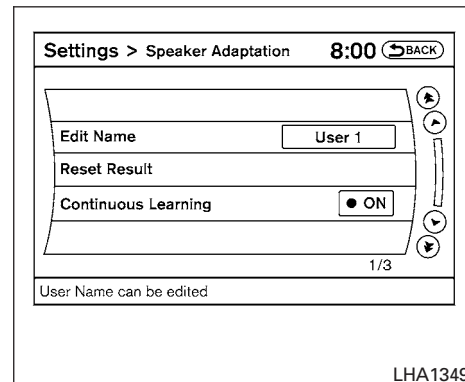 Settings > Speaker Adaptation 8:00 BACK
Edit Name User 1
Reset Result
Continuous Learning ● ON
1/3
User Name can be edited
LHA1349